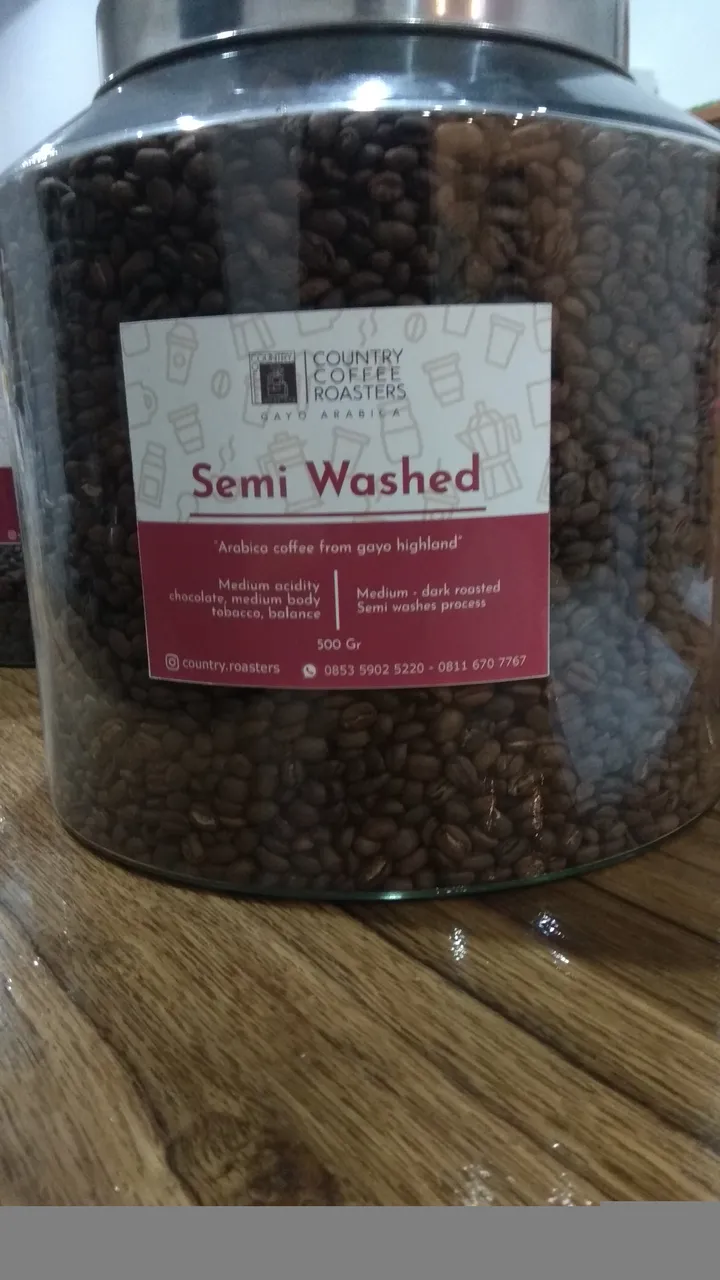 COUNTRY
COUNTRY
COFFEE
ROASTERS
GAYO ARABICA
Semi Washed
"Arabica coffee from gayo highland"
Medium acidity
chocolate, medium body
tobacco, balance
Medium - dark roasted
Semi washes process
500 Gr
country.roasters
0853 5902 5220 - 0811 670 7767